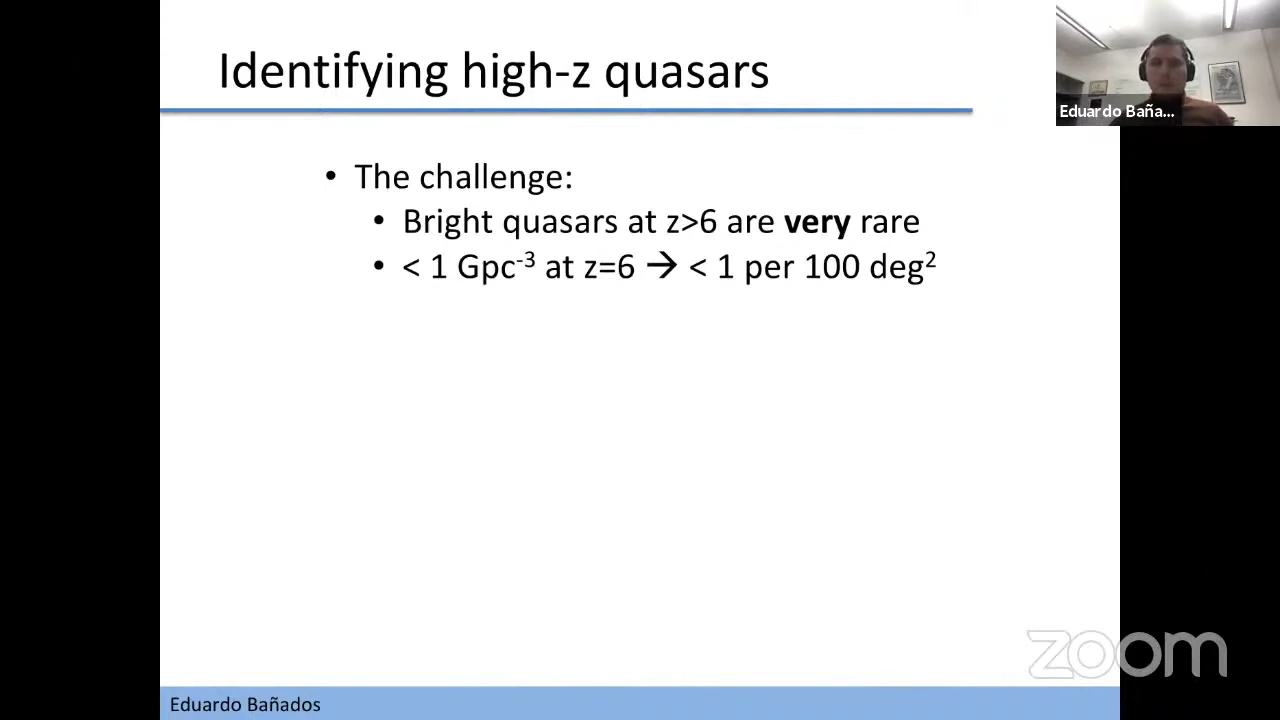 Identifying high-z quasars
Eduardo Baña...
• The challenge:
• Bright quasars at z>6 are very rare
• < 1 Gpc⁻³ at z=6 → < 1 per 100 deg²
zoom
Eduardo Bañados